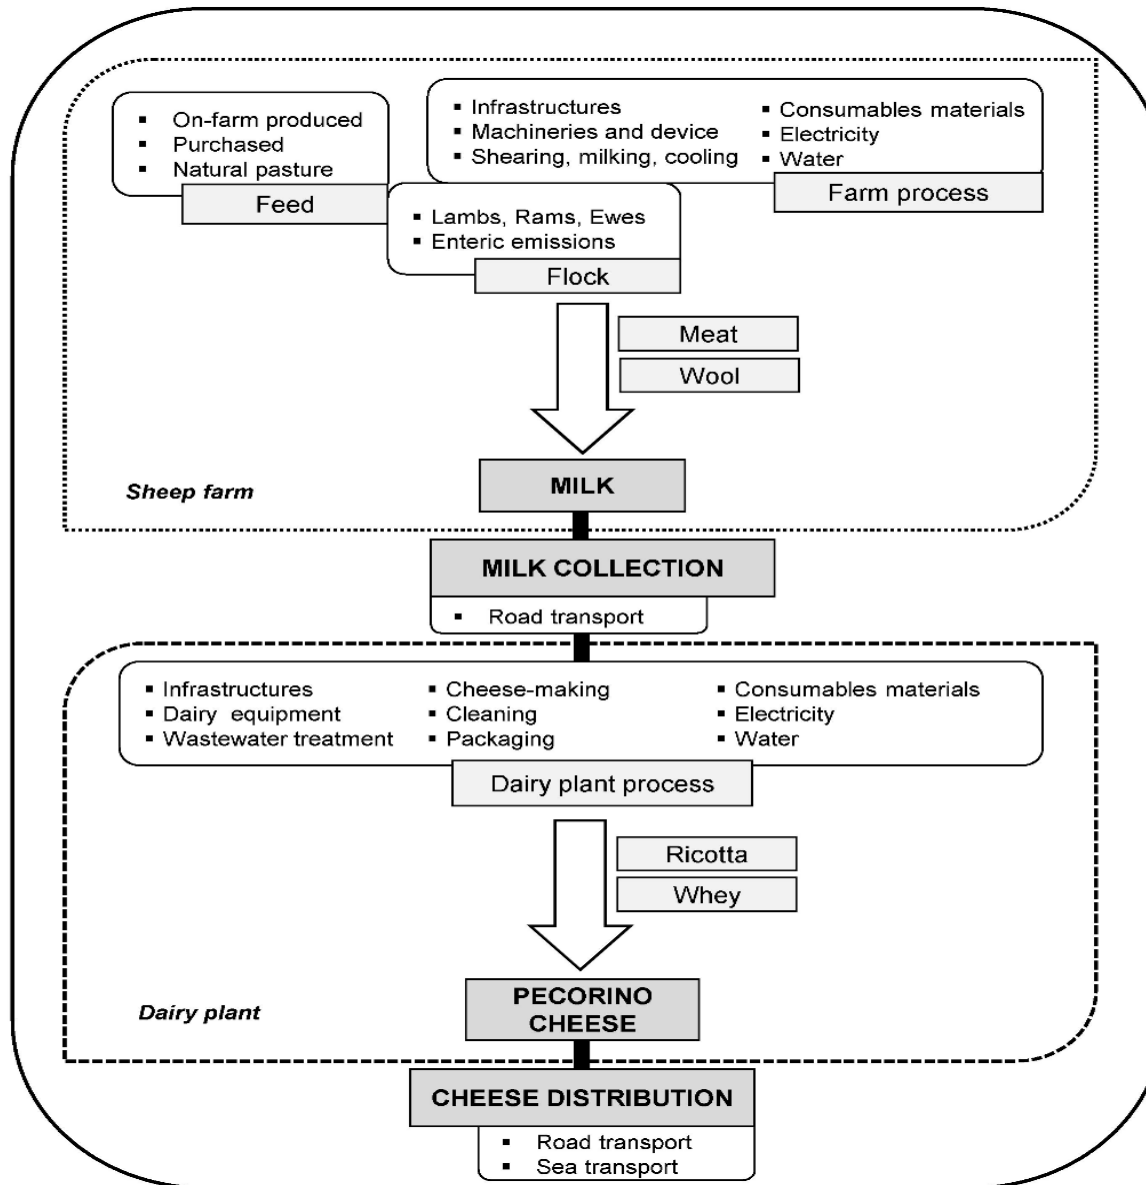 ▪ On-farm produced
▪ Purchased
▪ Natural pasture
Feed
▪ Infrastructures
▪ Machineries and device
▪ Shearing, milking, cooling
▪ Consumables materials
▪ Electricity
▪ Water
Farm process
▪ Lambs, Rams, Ewes
▪ Enteric emissions
Flock
Meat
Wool
MILK
Sheep farm
MILK COLLECTION
▪ Road transport
▪ Infrastructures
▪ Dairy equipment
▪ Wastewater treatment
▪ Cheese-making
▪ Cleaning
▪ Packaging
▪ Consumables materials
▪ Electricity
▪ Water
Dairy plant process
Ricotta
Whey
PECORINO
CHEESE
Dairy plant
CHEESE DISTRIBUTION
▪ Road transport
▪ Sea transport